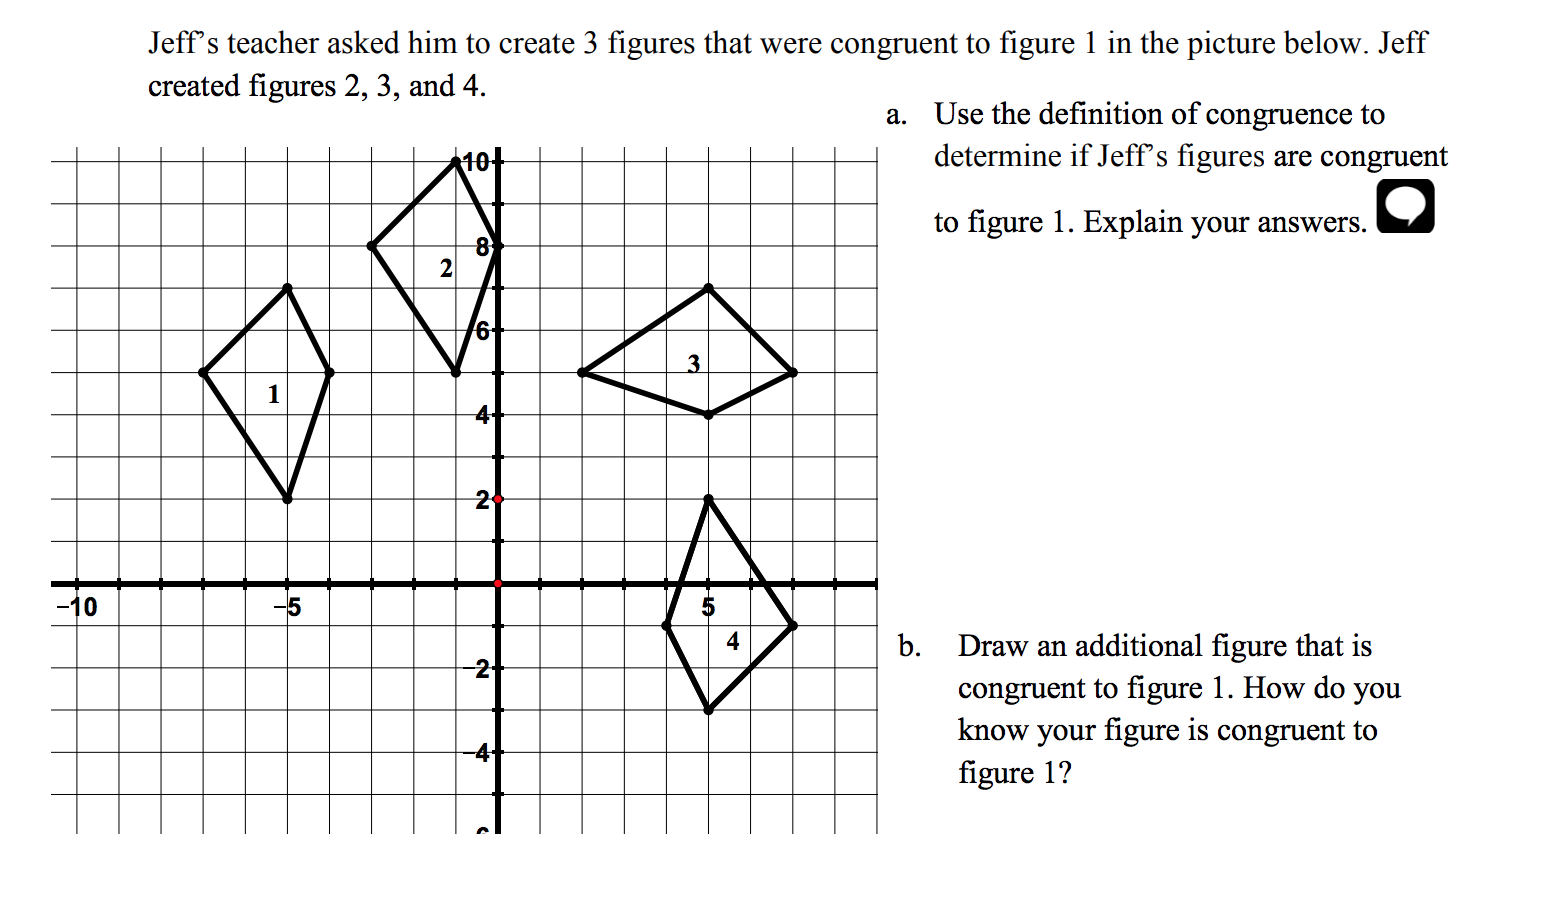 Jeff's teacher asked him to create 3 figures that were congruent to figure 1 in the picture below. Jeff
created figures 2, 3, and 4.
a. Use the definition of congruence to
determine if Jeff's figures are congruent
to figure 1. Explain your answers.
10
8
2
6
3
1
4
2
−10
−5
5
4
−2
−4
b. Draw an additional figure that is
congruent to figure 1. How do you
know your figure is congruent to
figure 1?